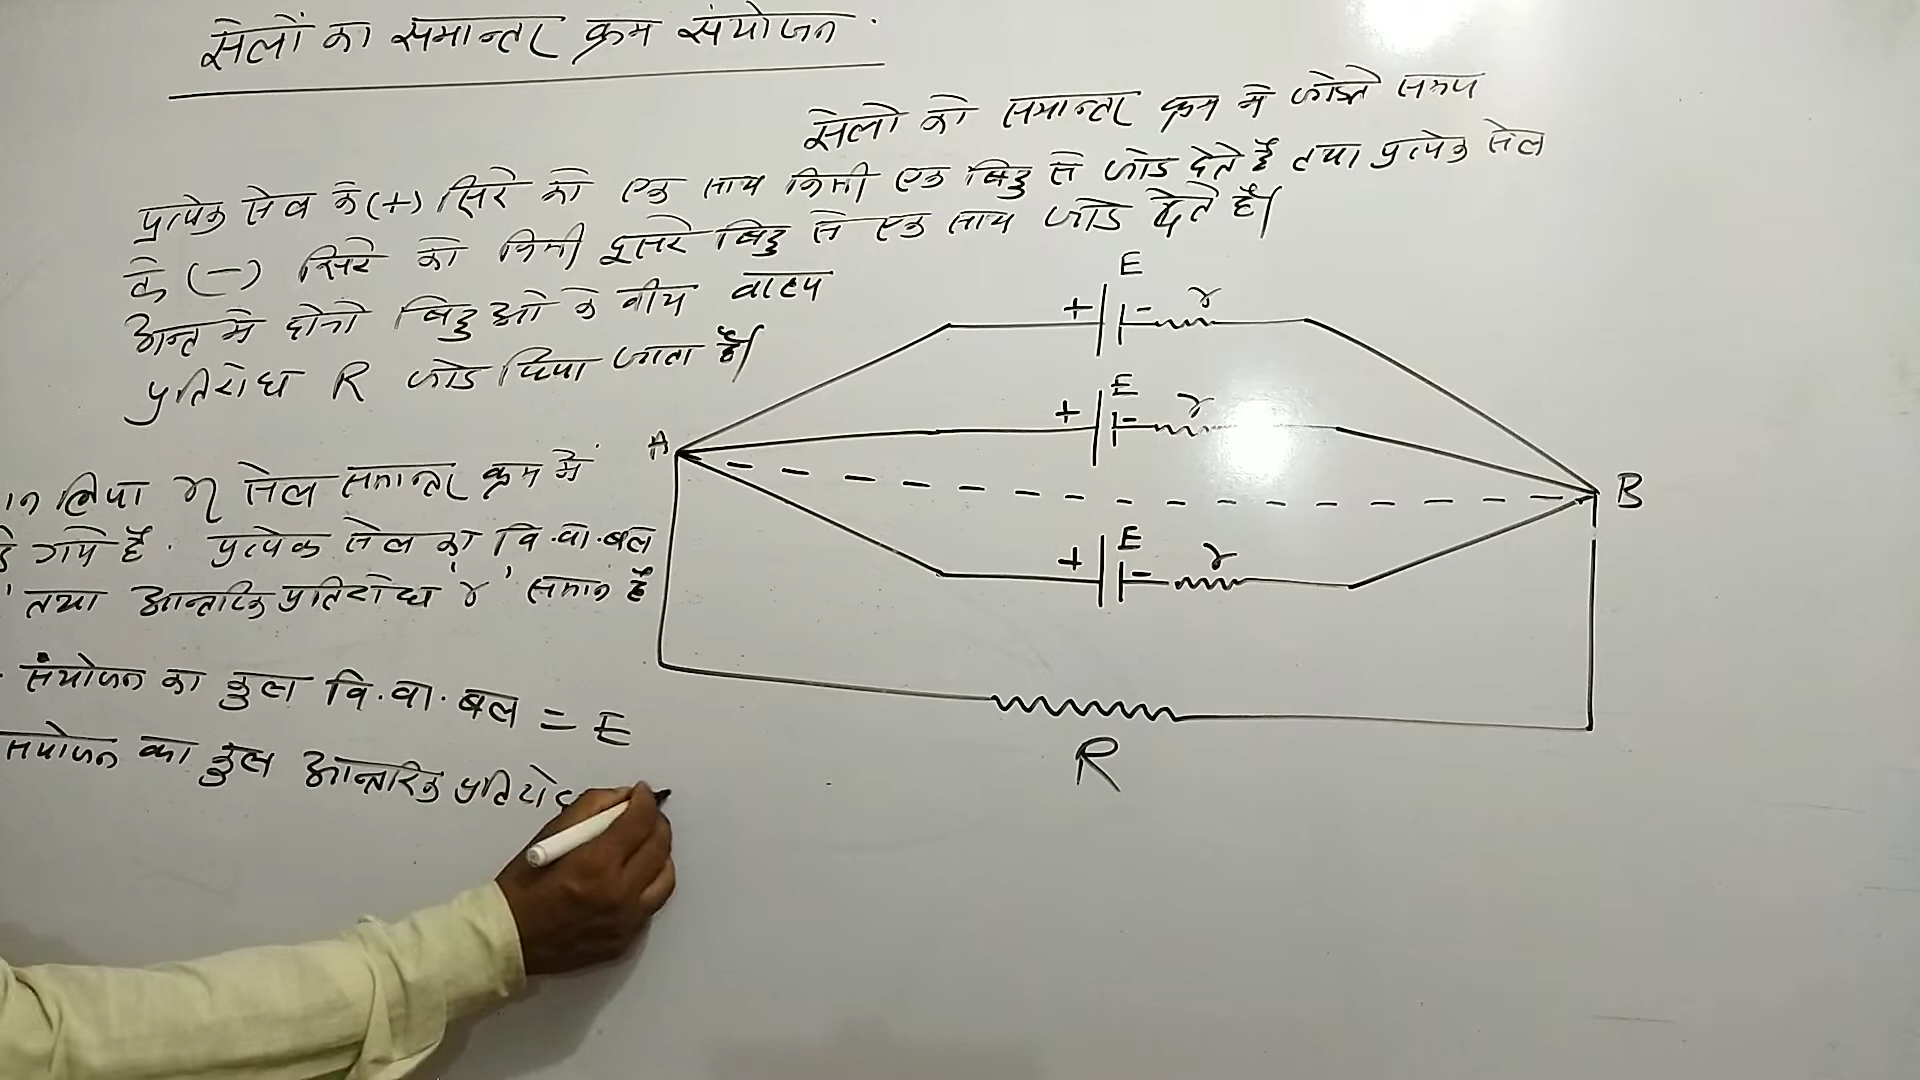 सेलों का समान्तर क्रम संयोजन
सेलो को समान्तर क्रम मे जोडते समय
प्रत्येक सेल के (+) सिरे को एक साथ किसी एक बिंदु से जोड देते है तथा प्रत्येक सेल
के (-) सिरे को किसी दूसरे बिंदु से एक साथ जोड देते है।
अन्त मे दोनो बिंदुओ के बीच वाह्य
प्रतिरोध R जोड दिया जाता है।
ान लिया n सेल समान्तर क्रम में
ड़े गये है. प्रत्येक सेल का वि.वा.बल
' तथा आन्तरिक प्रतिरोध 'r' समान है
संयोजन का कुल वि.वा.बल = E
संयोजन का कुल आन्तरिक प्रतिरोध
E
+ - r
E
+ - r
A
B
E
+ - r
R